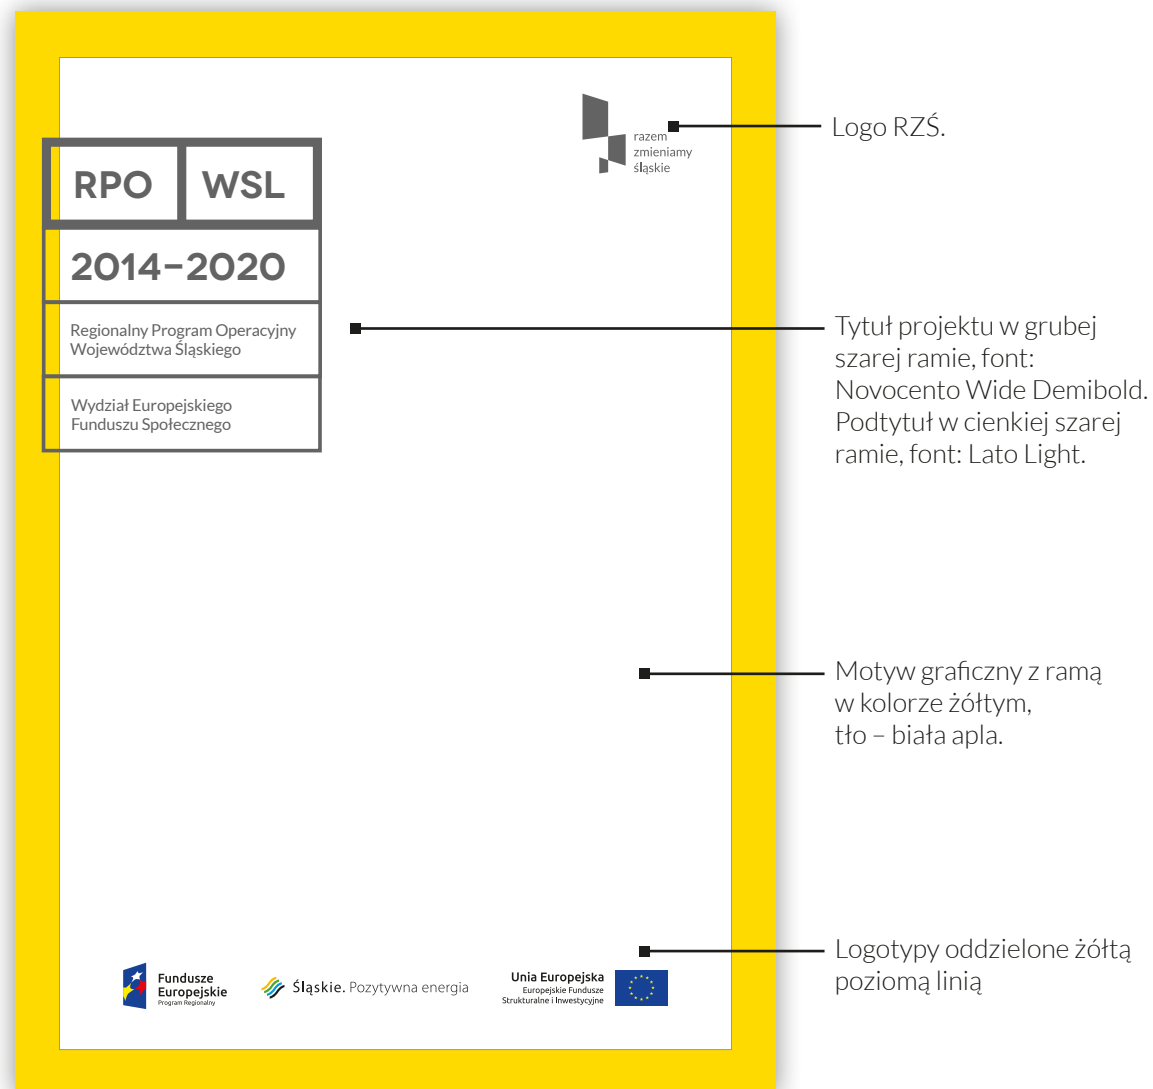 razem
zmieniamy
śląskie
Logo RZŚ.
RPO WSL
2014–2020
Regionalny Program Operacyjny
Województwa Śląskiego
Wydział Europejskiego
Funduszu Społecznego
Tytuł projektu w grubej
szarej ramie, font:
Novocento Wide Demibold.
Podtytuł w cienkiej szarej
ramie, font: Lato Light.
Motyw graficzny z ramą
w kolorze żółtym,
tło – biała apla.
Logotypy oddzielone żółtą
poziomą linią
Fundusze
Europejskie
Program Regionalny
Śląskie. Pozytywna energia
Unia Europejska
Europejskie Fundusze
Strukturalne i Inwestycyjne